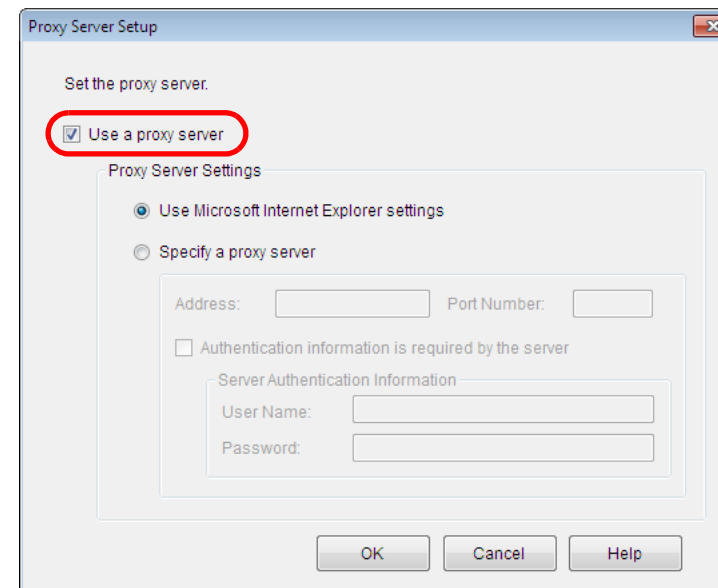 Proxy Server Setup
Set the proxy server.
Use a proxy server
Proxy Server Settings
Use Microsoft Internet Explorer settings
Specify a proxy server
Address: Port Number:
Authentication information is required by the server
Server Authentication Information
User Name:
Password:
OK Cancel Help